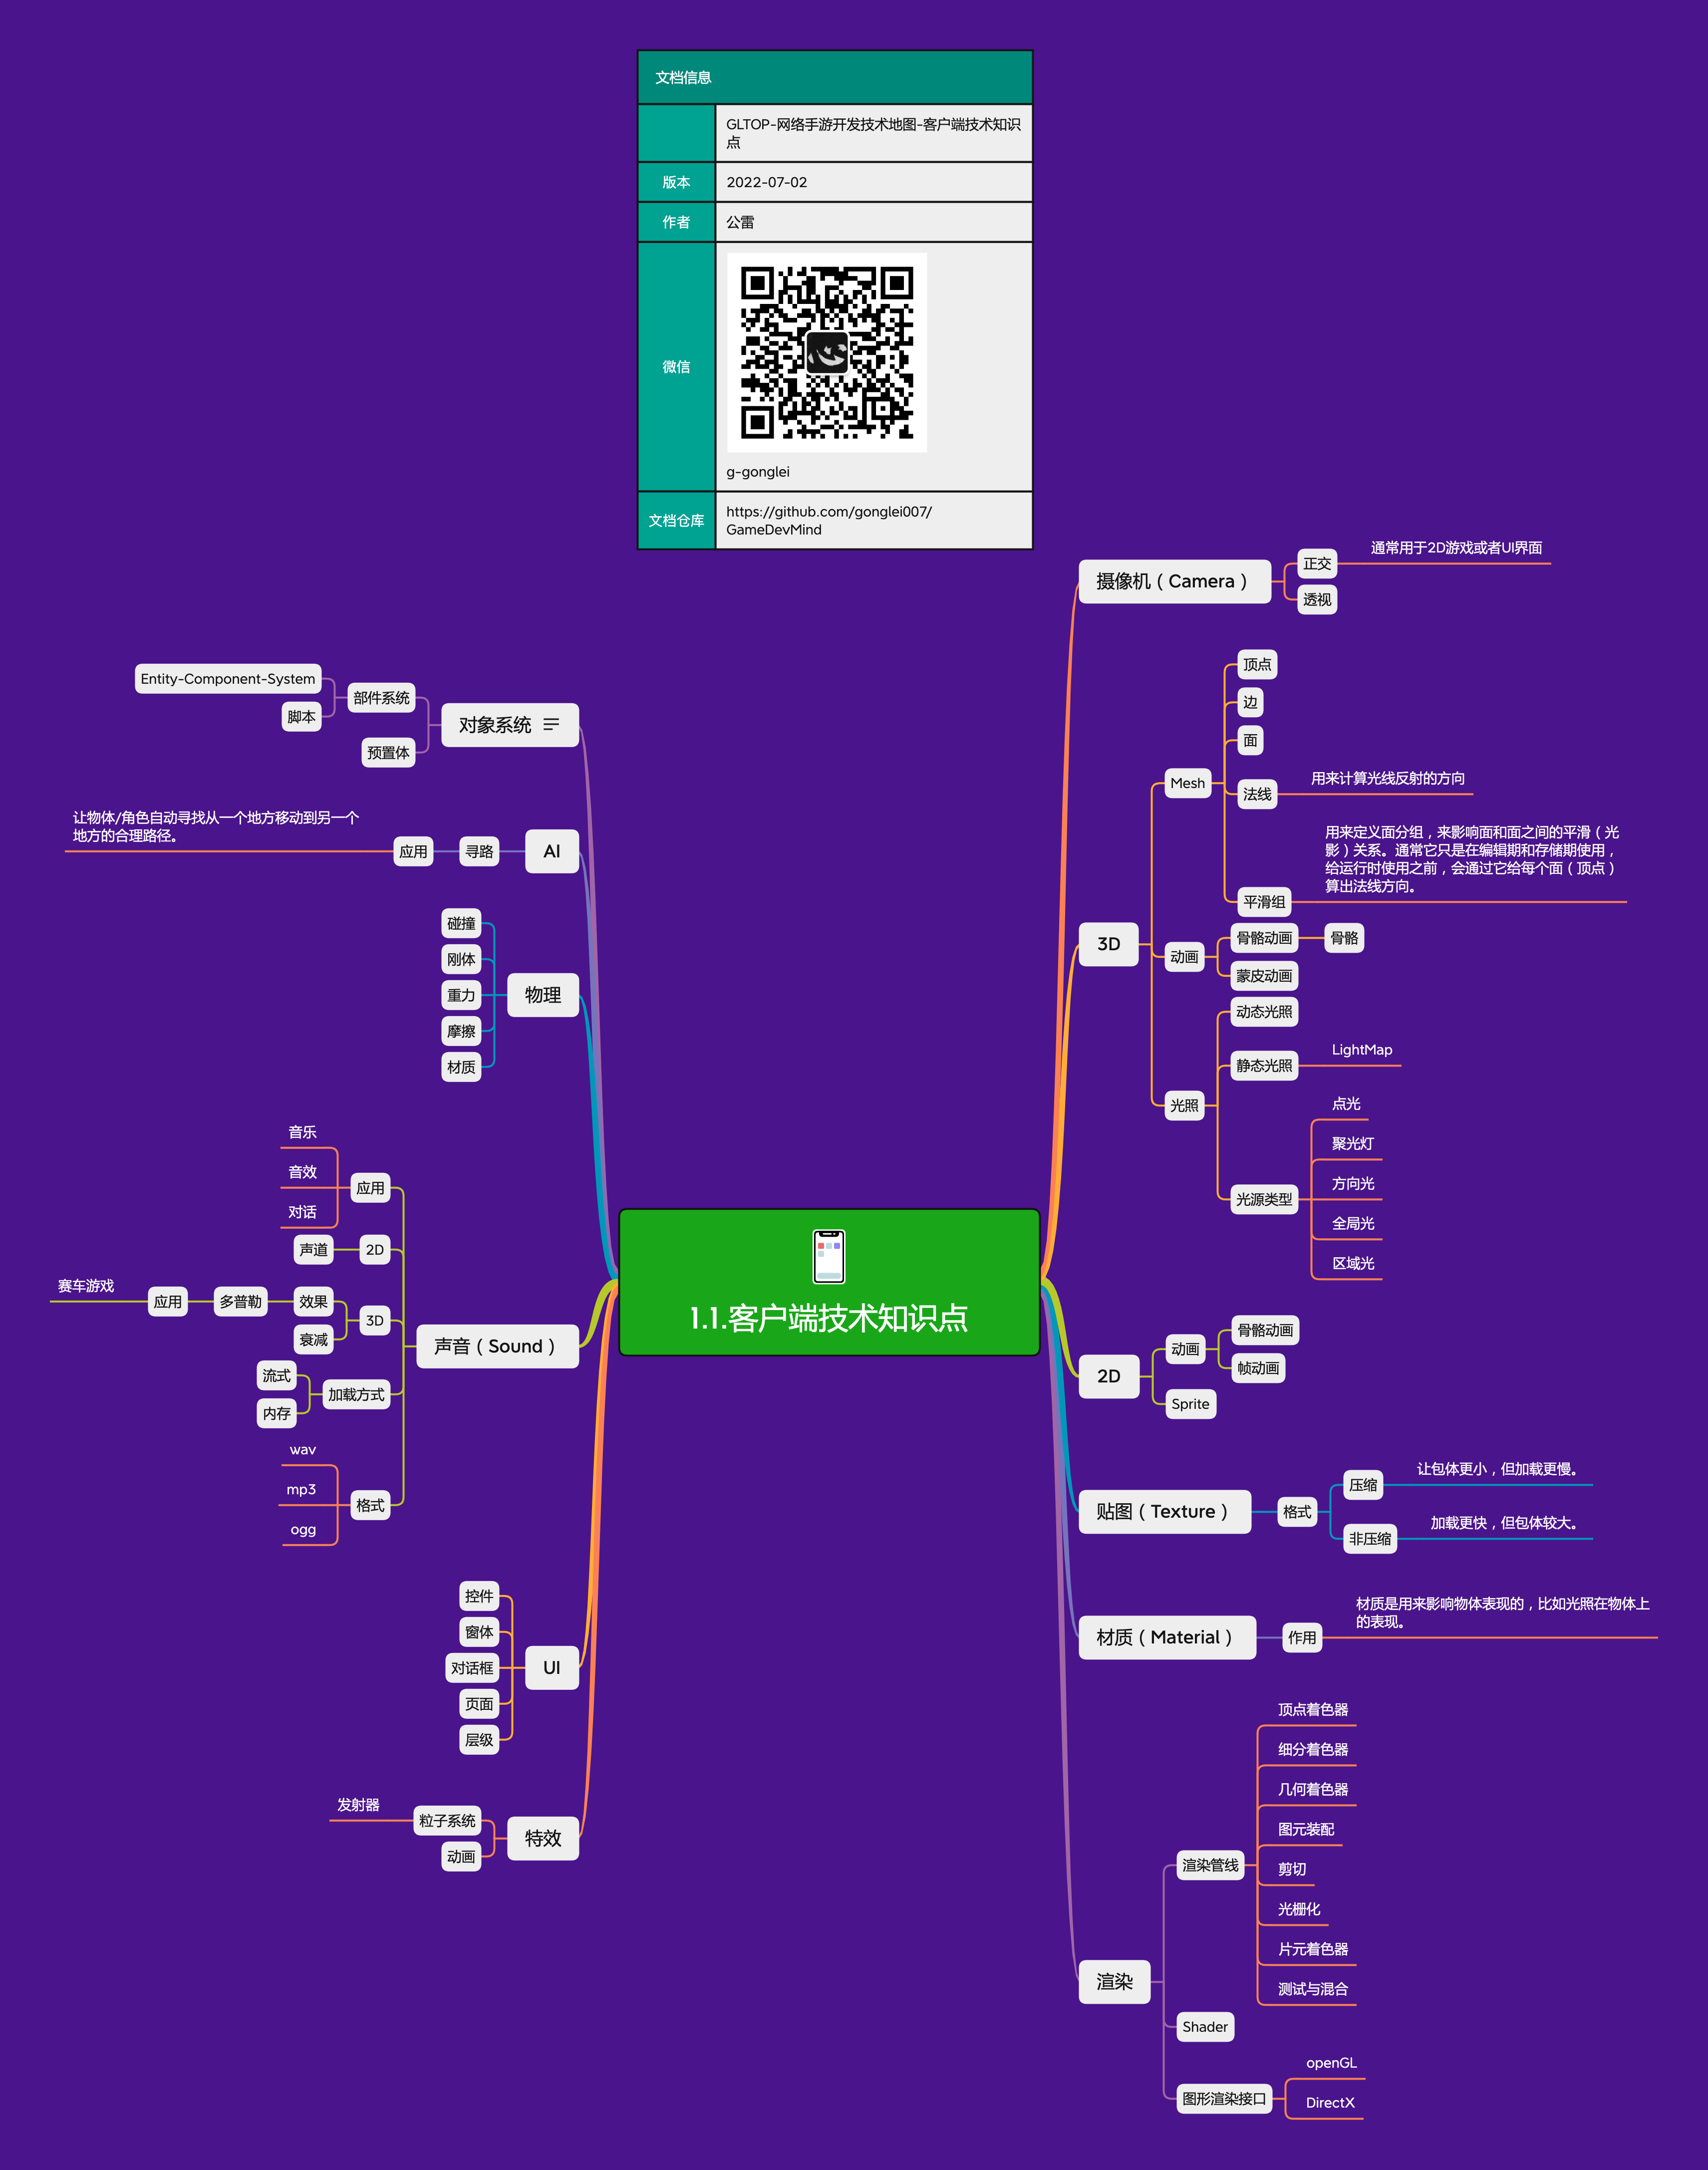 文档信息
GLTOP-网络手游开发技术地图-客户端技术知识
点
版本
2022-07-02
作者
公雷
微信
g-gonglei
文档仓库
https://github.com/gonglei007/
GameDevMind
1.1.客户端技术知识点
摄像机（Camera）
正交
通常用于2D游戏或者UI界面
透视
3D
Mesh
顶点
边
面
法线
用来计算光线反射的方向
平滑组
用来定义面分组，来影响面和面之间的平滑（光
影）关系。通常它只是在编辑期和存储期使用，
给运行时使用之前，会通过它给每个面（顶点）
算出法线方向。
动画
骨骼动画
骨骼
蒙皮动画
光照
动态光照
静态光照
LightMap
光源类型
点光
聚光灯
方向光
全局光
区域光
2D
动画
骨骼动画
帧动画
Sprite
贴图（Texture）
格式
压缩
让包体更小，但加载更慢。
非压缩
加载更快，但包体较大。
材质（Material）
作用
材质是用来影响物体表现的，比如光照在物体上
的表现。
渲染
渲染管线
顶点着色器
细分着色器
几何着色器
图元装配
剪切
光栅化
片元着色器
测试与混合
Shader
图形渲染接口
openGL
DirectX
对象系统
部件系统
Entity-Component-System
脚本
预置体
AI
寻路
应用
让物体/角色自动寻找从一个地方移动到另一个
地方的合理路径。
物理
碰撞
刚体
重力
摩擦
材质
声音（Sound）
应用
音乐
音效
对话
2D
声道
3D
效果
多普勒
应用
赛车游戏
衰减
加载方式
流式
内存
格式
wav
mp3
ogg
UI
控件
窗体
对话框
页面
层级
特效
粒子系统
发射器
动画